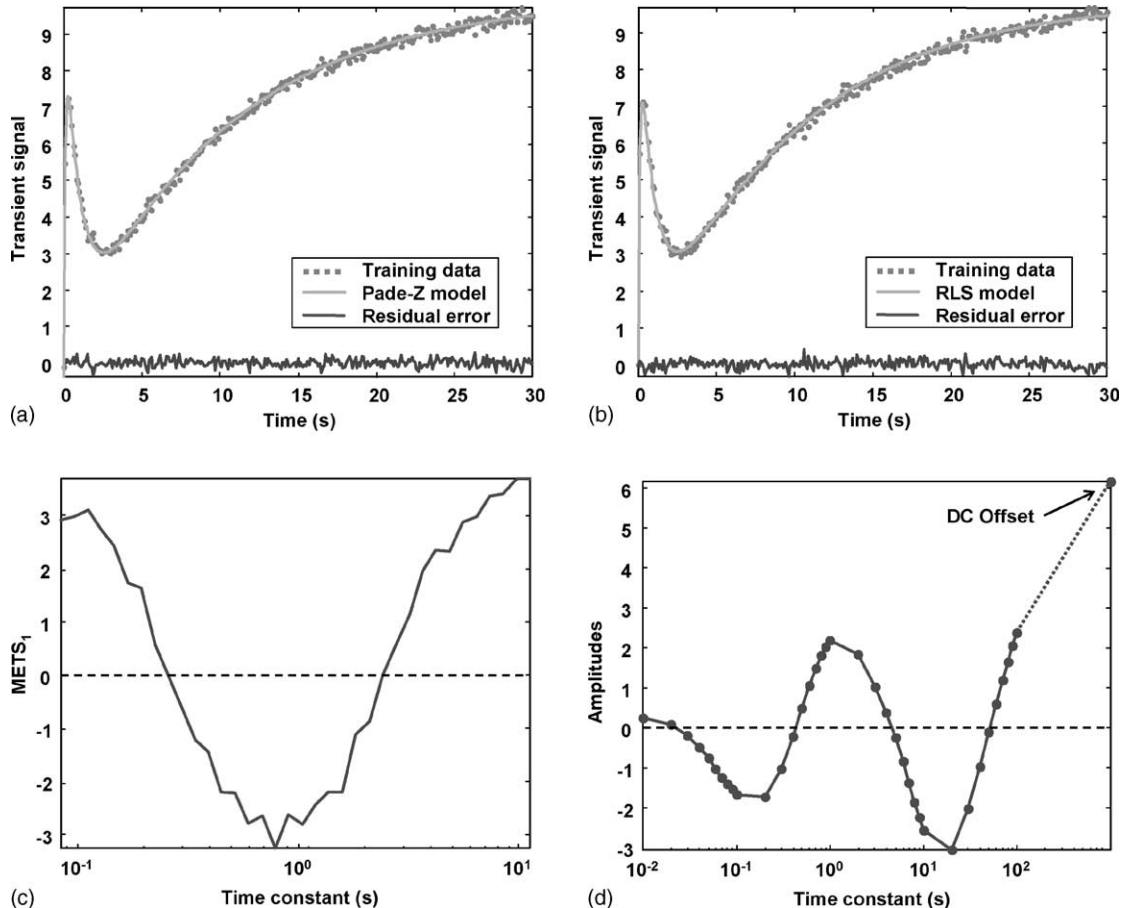 9
8
7
6
5
4
3
2
1
0
Transient signal
Training data
Pade-Z model
Residual error
0 5 10 15 20 25 30
(a) Time (s)
9
8
7
6
5
4
3
2
1
0
Transient signal
Training data
RLS model
Residual error
0 5 10 15 20 25 30
(b) Time (s)
3
2
1
0
-1
-2
-3
METS1
10-1 100 101
(c) Time constant (s)
6
5
4
3
2
1
0
-1
-2
-3
Amplitudes
DC Offset
10-2 10-1 100 101 102
(d) Time constant (s)